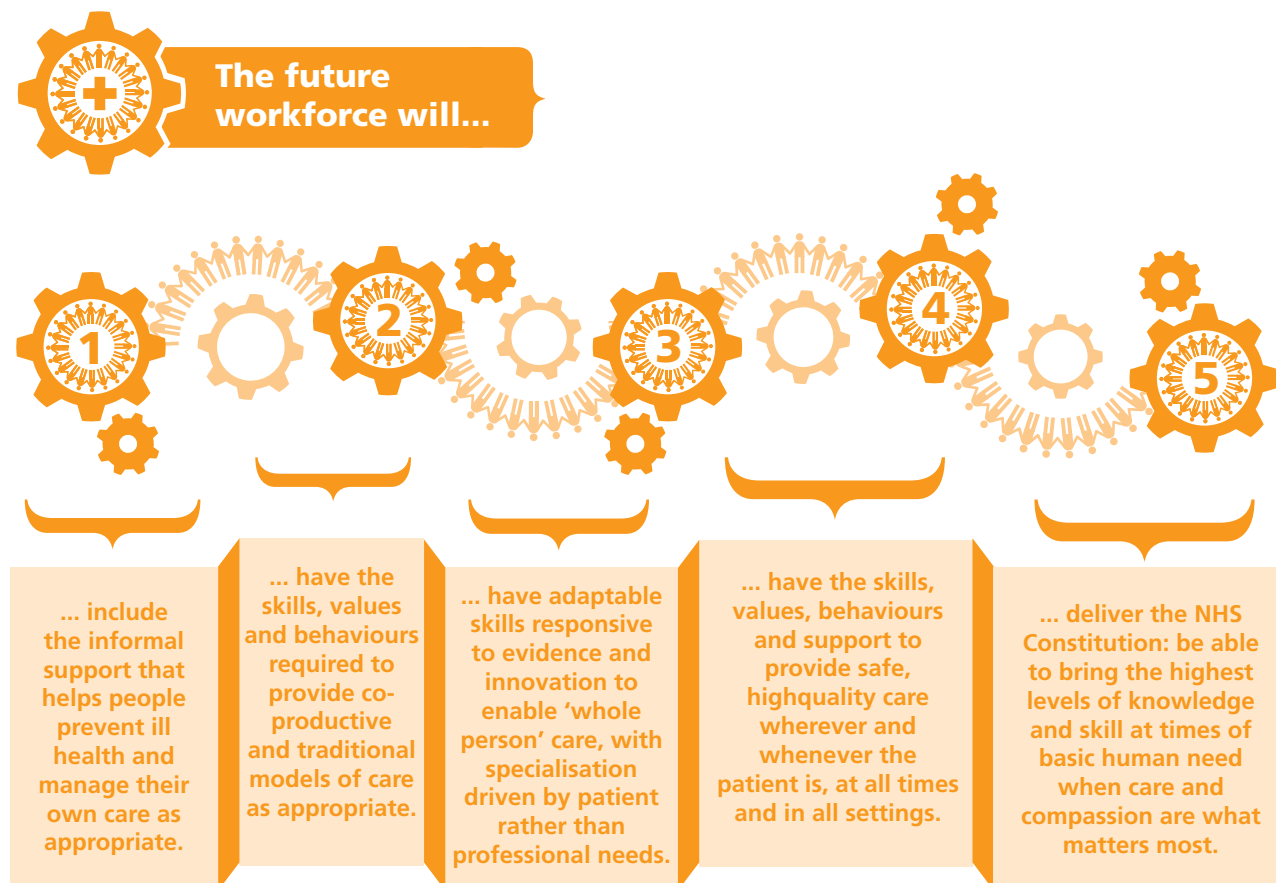 The future
workforce will...
1
2
3
4
5
... include
the informal
support that
helps people
prevent ill
health and
manage their
own care as
appropriate.
... have the
skills, values
and behaviours
required to
provide co-
productive
and traditional
models of care
as appropriate.
... have adaptable
skills responsive
to evidence and
innovation to
enable ‘whole
person’ care, with
specialisation
driven by patient
rather than
professional needs.
... have the skills,
values, behaviours
and support to
provide safe,
highquality care
wherever and
whenever the
patient is, at all times
and in all settings.
... deliver the NHS
Constitution: be able
to bring the highest
levels of knowledge
and skill at times of
basic human need
when care and
compassion are what
matters most.